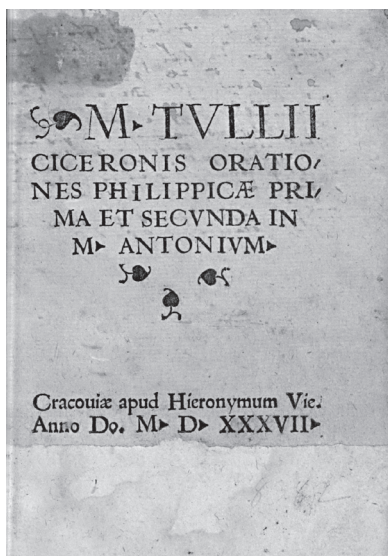 M▸ TVLLII
CICERONIS ORATIO/
NES PHILIPPICÆ PRI/
MA ET SECVNDA IN
M▸ ANTONIVM▸
Cracouiæ apud Hieronymum Vie.
Anno Do. M▸ D▸ XXXVII▸